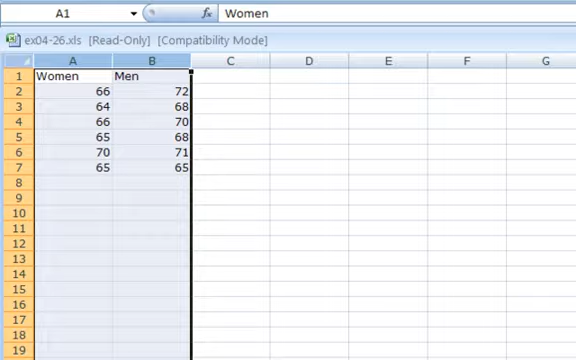 A1 fx Women
ex04-26.xls [Read-Only] [Compatibility Mode]
A B C D E F G
1 Women Men
2 66 72
3 64 68
4 66 70
5 65 68
6 70 71
7 65 65
8
9
10
11
12
13
14
15
16
17
18
19